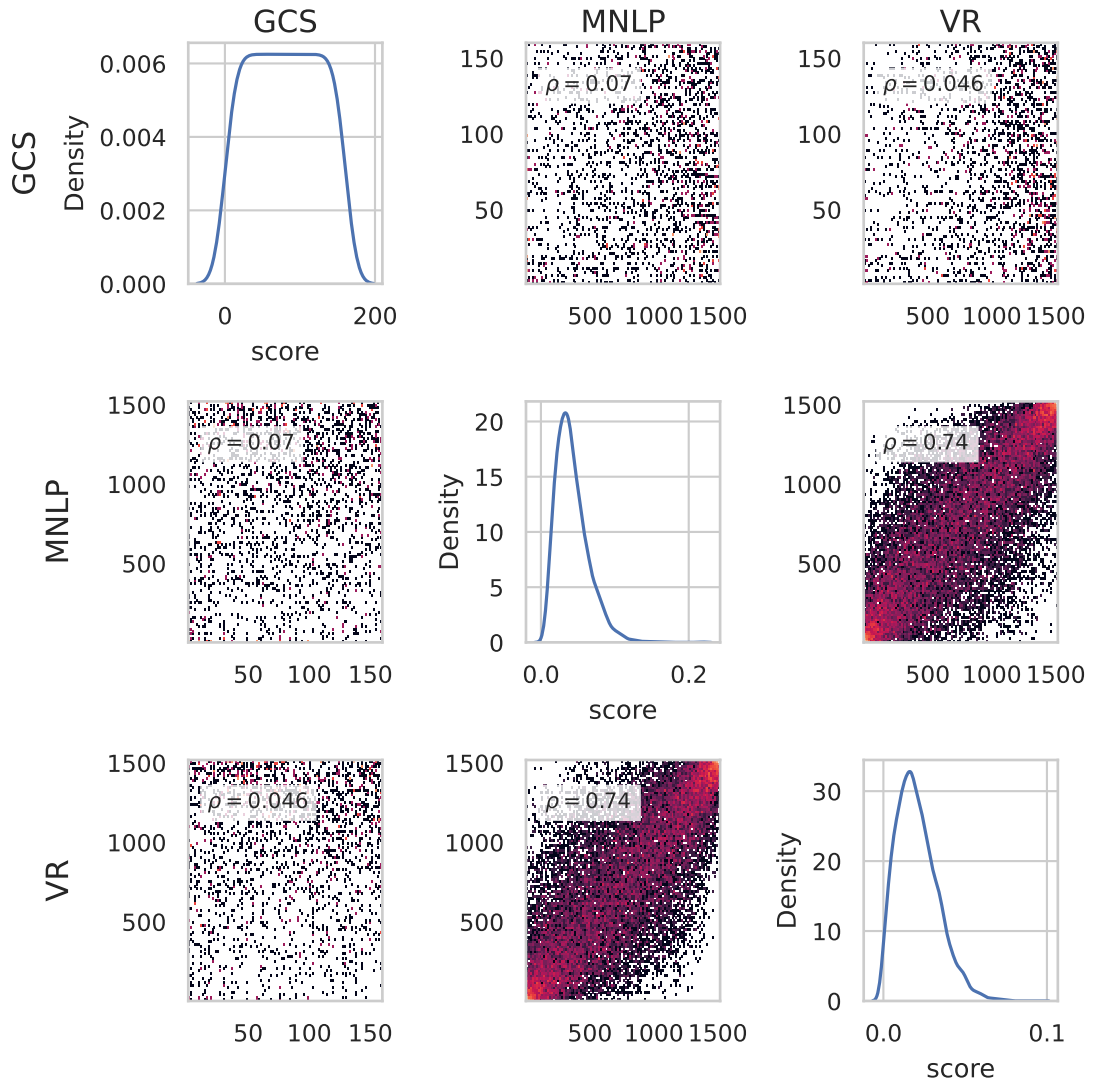 GCS MNLP VR
GCS
Density
0.006
0.004
0.002
0.000
0 200
score
150
100
50
ρ = 0.07
500 1000 1500
150
100
50
ρ = 0.046
500 1000 1500
MNLP
1500
1000
500
ρ = 0.07
50 100 150
Density
20
15
10
5
0
0.0 0.2
score
1500
1000
500
ρ = 0.74
500 1000 1500
VR
1500
1000
500
ρ = 0.046
50 100 150
1500
1000
500
ρ = 0.74
500 1000 1500
Density
30
20
10
0
0.0 0.1
score